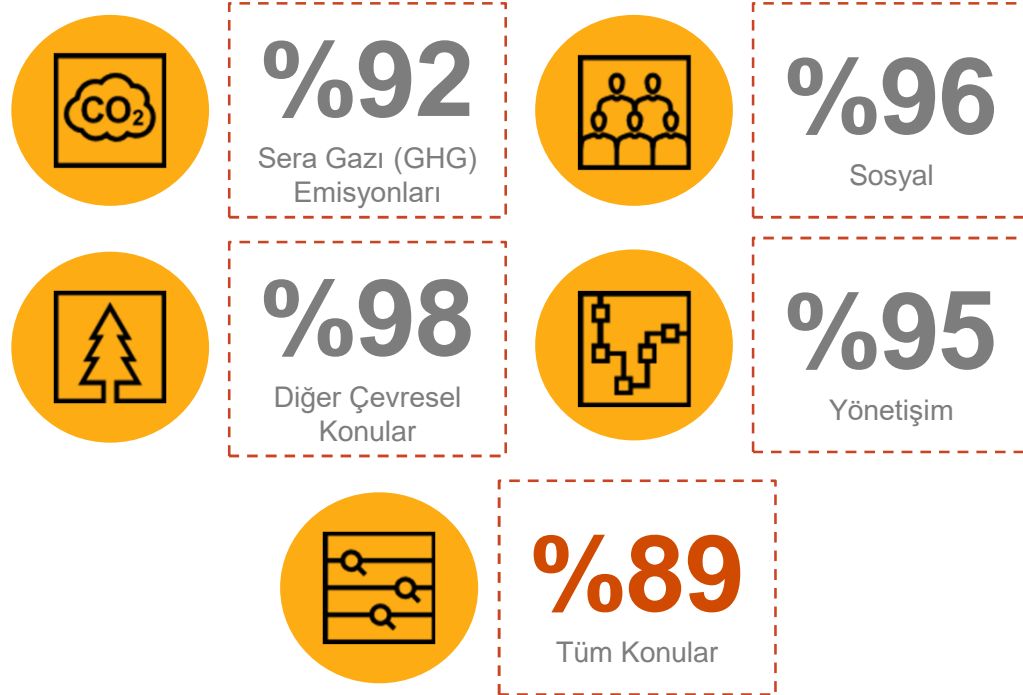 CO₂
%92
Sera Gazı (GHG)
Emisyonları
%96
Sosyal
%98
Diğer Çevresel
Konular
%95
Yönetişim
%89
Tüm Konular